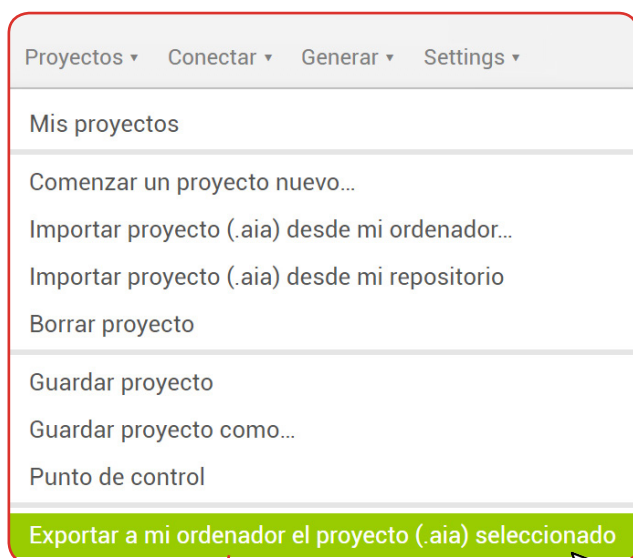 Proyectos ▾ Conectar ▾ Generar ▾ Settings ▾
Mis proyectos
Comenzar un proyecto nuevo...
Importar proyecto (.aia) desde mi ordenador...
Importar proyecto (.aia) desde mi repositorio
Borrar proyecto
Guardar proyecto
Guardar proyecto como...
Punto de control
Exportar a mi ordenador el proyecto (.aia) seleccionado